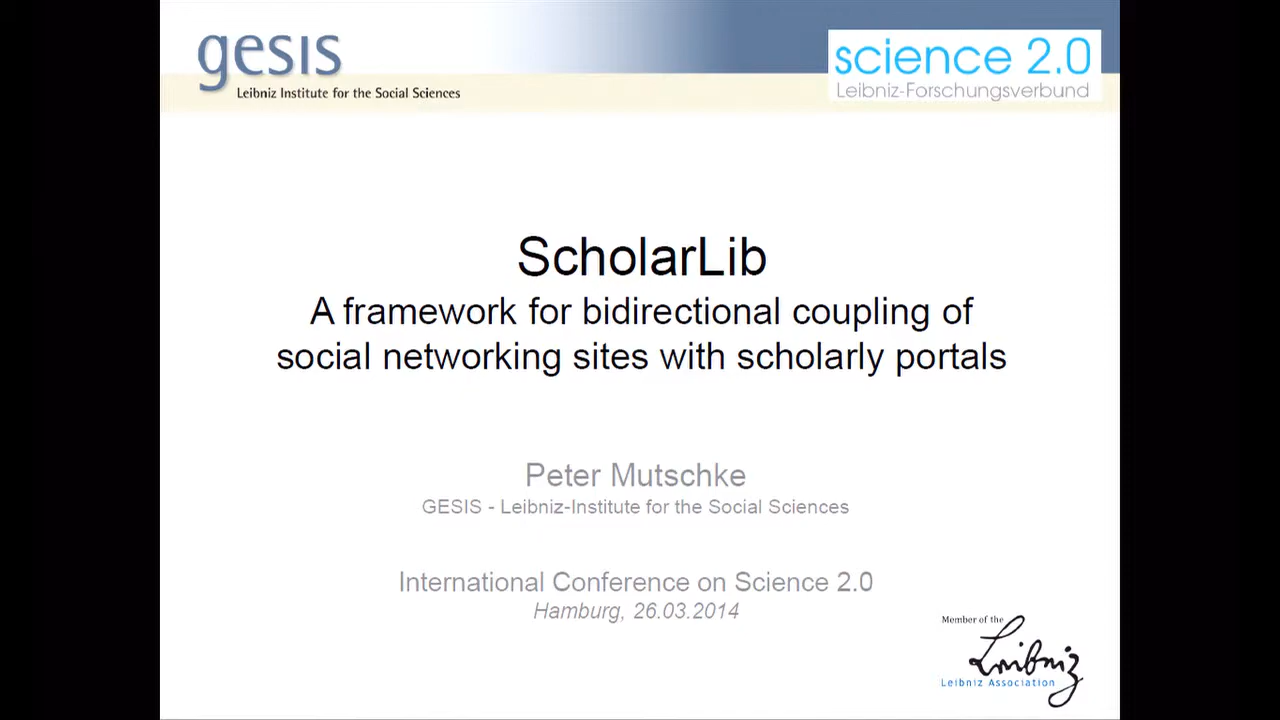 gesis
Leibniz Institute for the Social Sciences
science 2.0
Leibniz-Forschungsverbund
ScholarLib
A framework for bidirectional coupling of
social networking sites with scholarly portals
Peter Mutschke
GESIS - Leibniz-Institute for the Social Sciences
International Conference on Science 2.0
Hamburg, 26.03.2014
Member of the
Leibniz
Leibniz Association